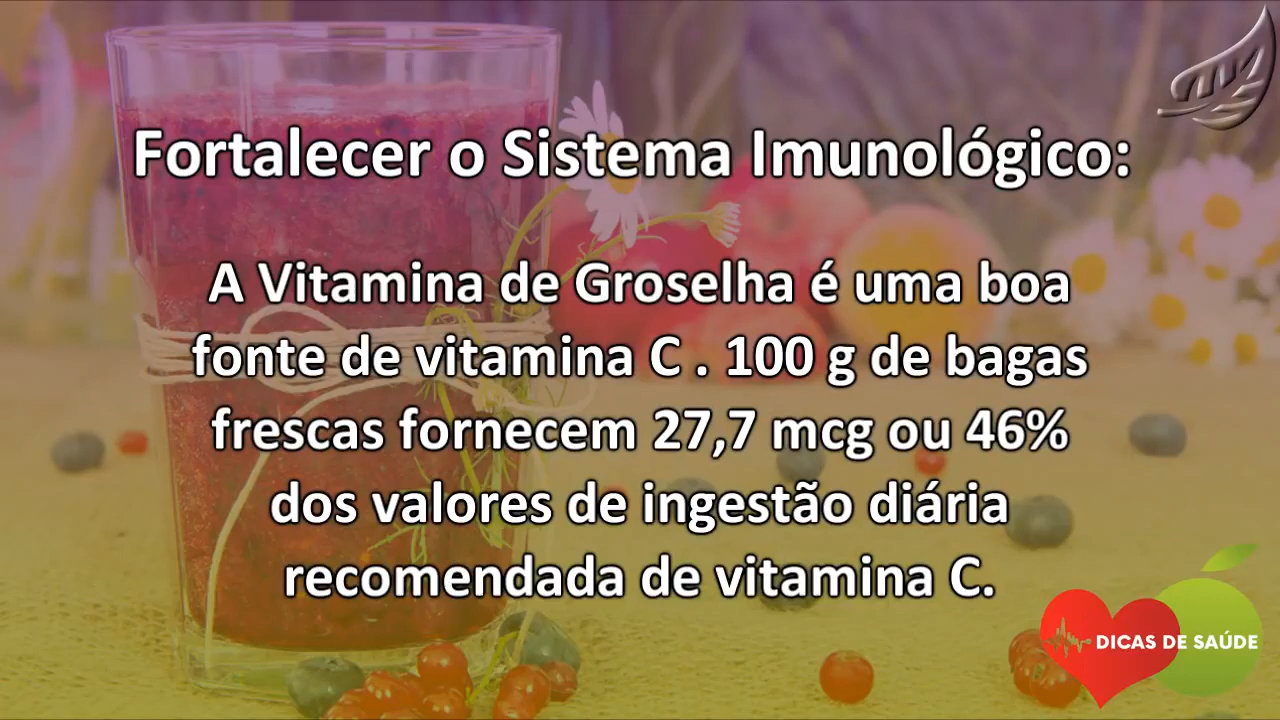 Fortalecer o Sistema Imunológico:
A Vitamina de Groselha é uma boa
fonte de vitamina C . 100 g de bagas
frescas fornecem 27,7 mcg ou 46%
dos valores de ingestão diária
recomendada de vitamina C.
DICAS DE SAÚDE